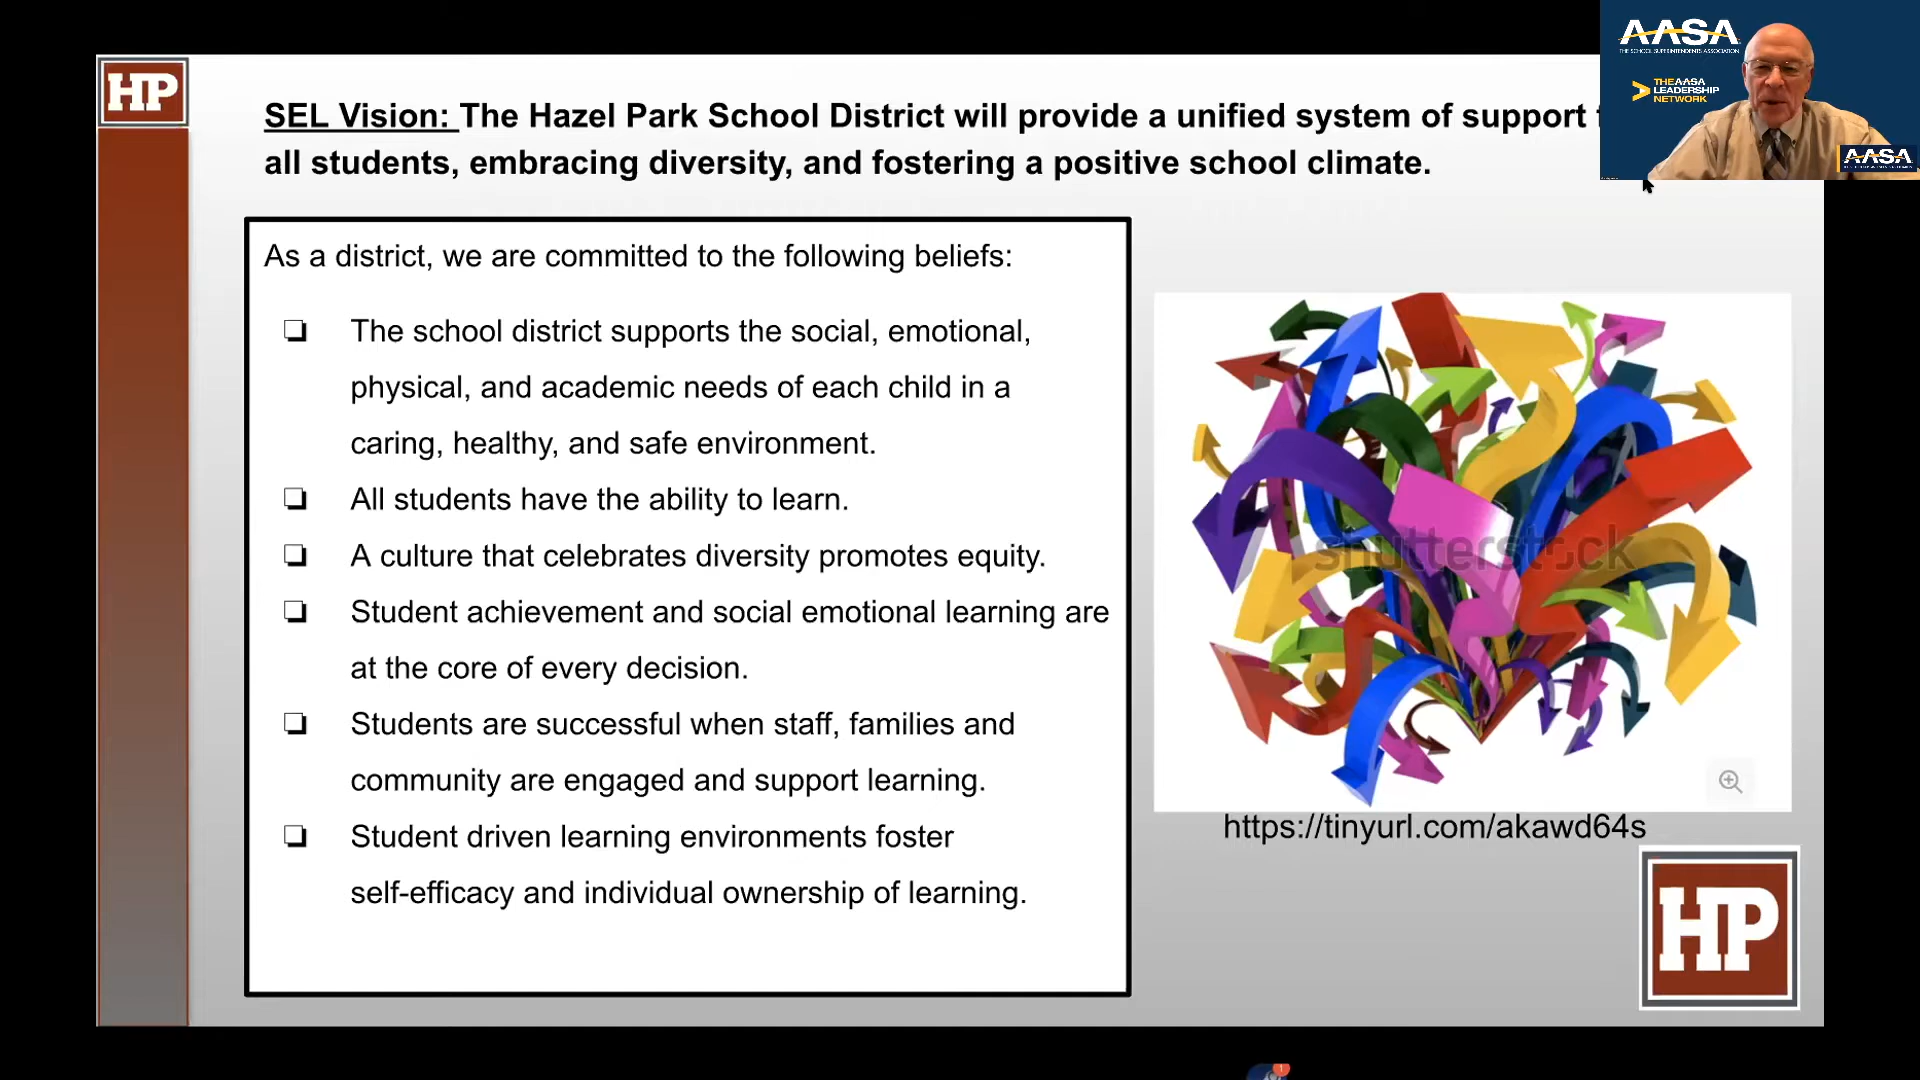 HP
SEL Vision: The Hazel Park School District will provide a unified system of support
all students, embracing diversity, and fostering a positive school climate.
AASA
THE SCHOOL SUPERINTENDENTS ASSOCIATION
THE AASA
LEADERSHIP
NETWORK
AASA
As a district, we are committed to the following beliefs:
❏ The school district supports the social, emotional,
physical, and academic needs of each child in a
caring, healthy, and safe environment.
❏ All students have the ability to learn.
❏ A culture that celebrates diversity promotes equity.
❏ Student achievement and social emotional learning are
at the core of every decision.
❏ Students are successful when staff, families and
community are engaged and support learning.
❏ Student driven learning environments foster
self-efficacy and individual ownership of learning.
shutterstock
https://tinyurl.com/akawd64s
HP
1